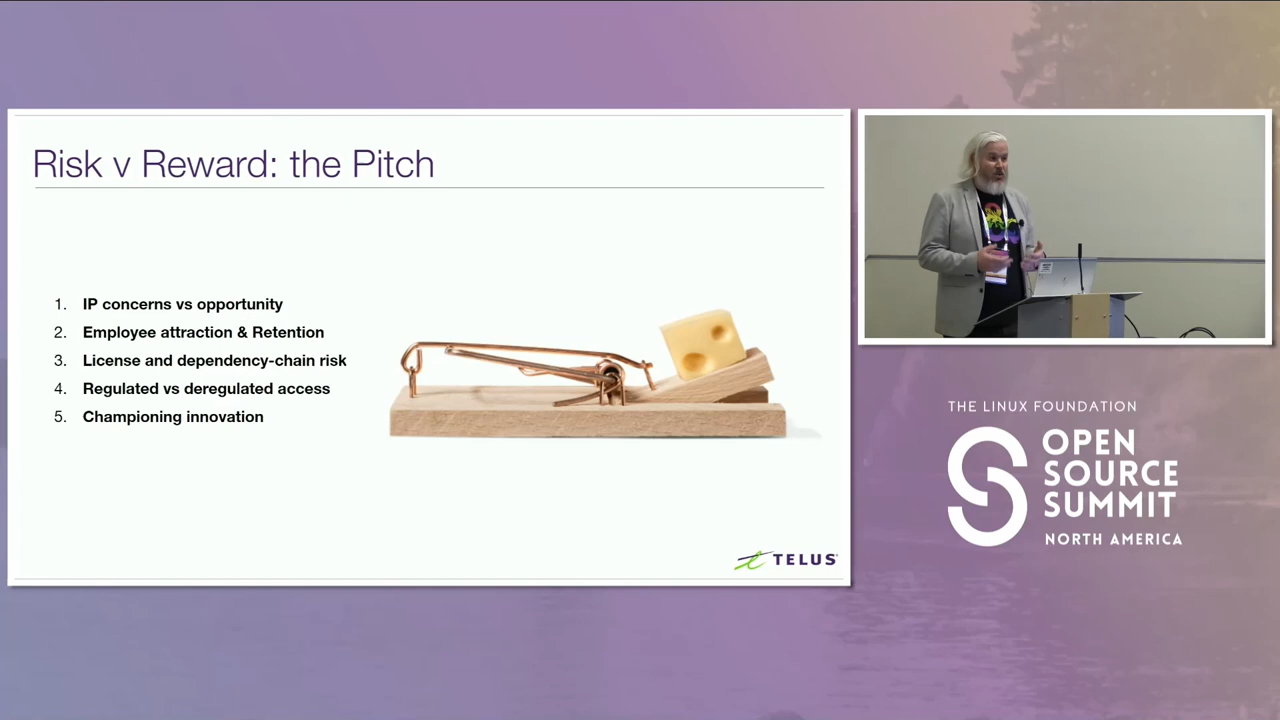 Risk v Reward: the Pitch
1. IP concerns vs opportunity
2. Employee attraction & Retention
3. License and dependency-chain risk
4. Regulated vs deregulated access
5. Championing innovation
TELUS
THE LINUX FOUNDATION
OPEN
SOURCE
SUMMIT
NORTH AMERICA